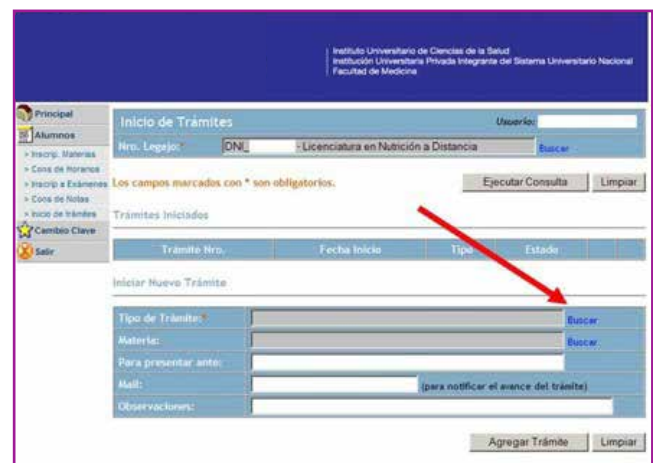 Instituto Universitario de Ciencias de la Salud
Institución Universitaria Privada Integrante del Sistema Universitario Nacional
Facultad de Medicina
Principal
Alumnos
> Inscrip. Materias
> Cons de Horarios
> Inscrip a Exámenes
> Cons de Notas
> Inicio de trámites
Cambio Clave
Salir
Inicio de Trámites
Usuario:
Nro. Legajo:* DNI_ - Licenciatura en Nutrición a Distancia Buscar
Los campos marcados con * son obligatorios.
Ejecutar Consulta Limpiar
Trámites Iniciados
Trámite Nro. Fecha Inicio Tipo Estado
Iniciar Nuevo Trámite
Tipo de Trámite:* Buscar
Materia: Buscar
Para presentar ante:
Mail: (para notificar el avance del trámite)
Observaciones:
Agregar Trámite Limpiar